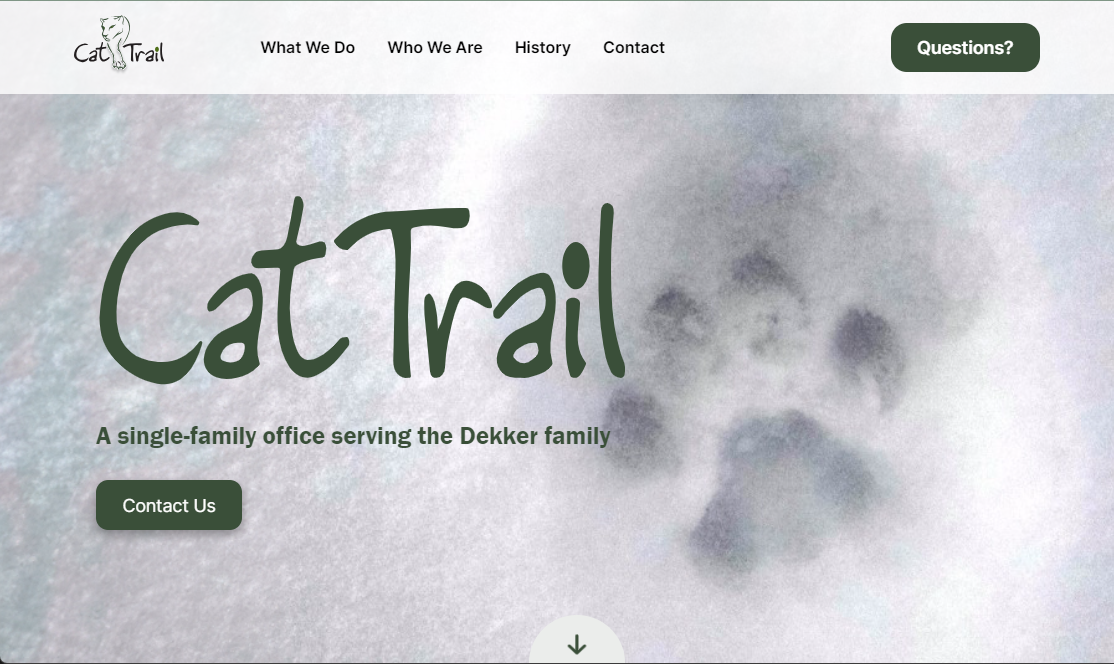 Cat Trail
What We Do
Who We Are
History
Contact
Questions?
Cat Trail
A single-family office serving the Dekker family
Contact Us